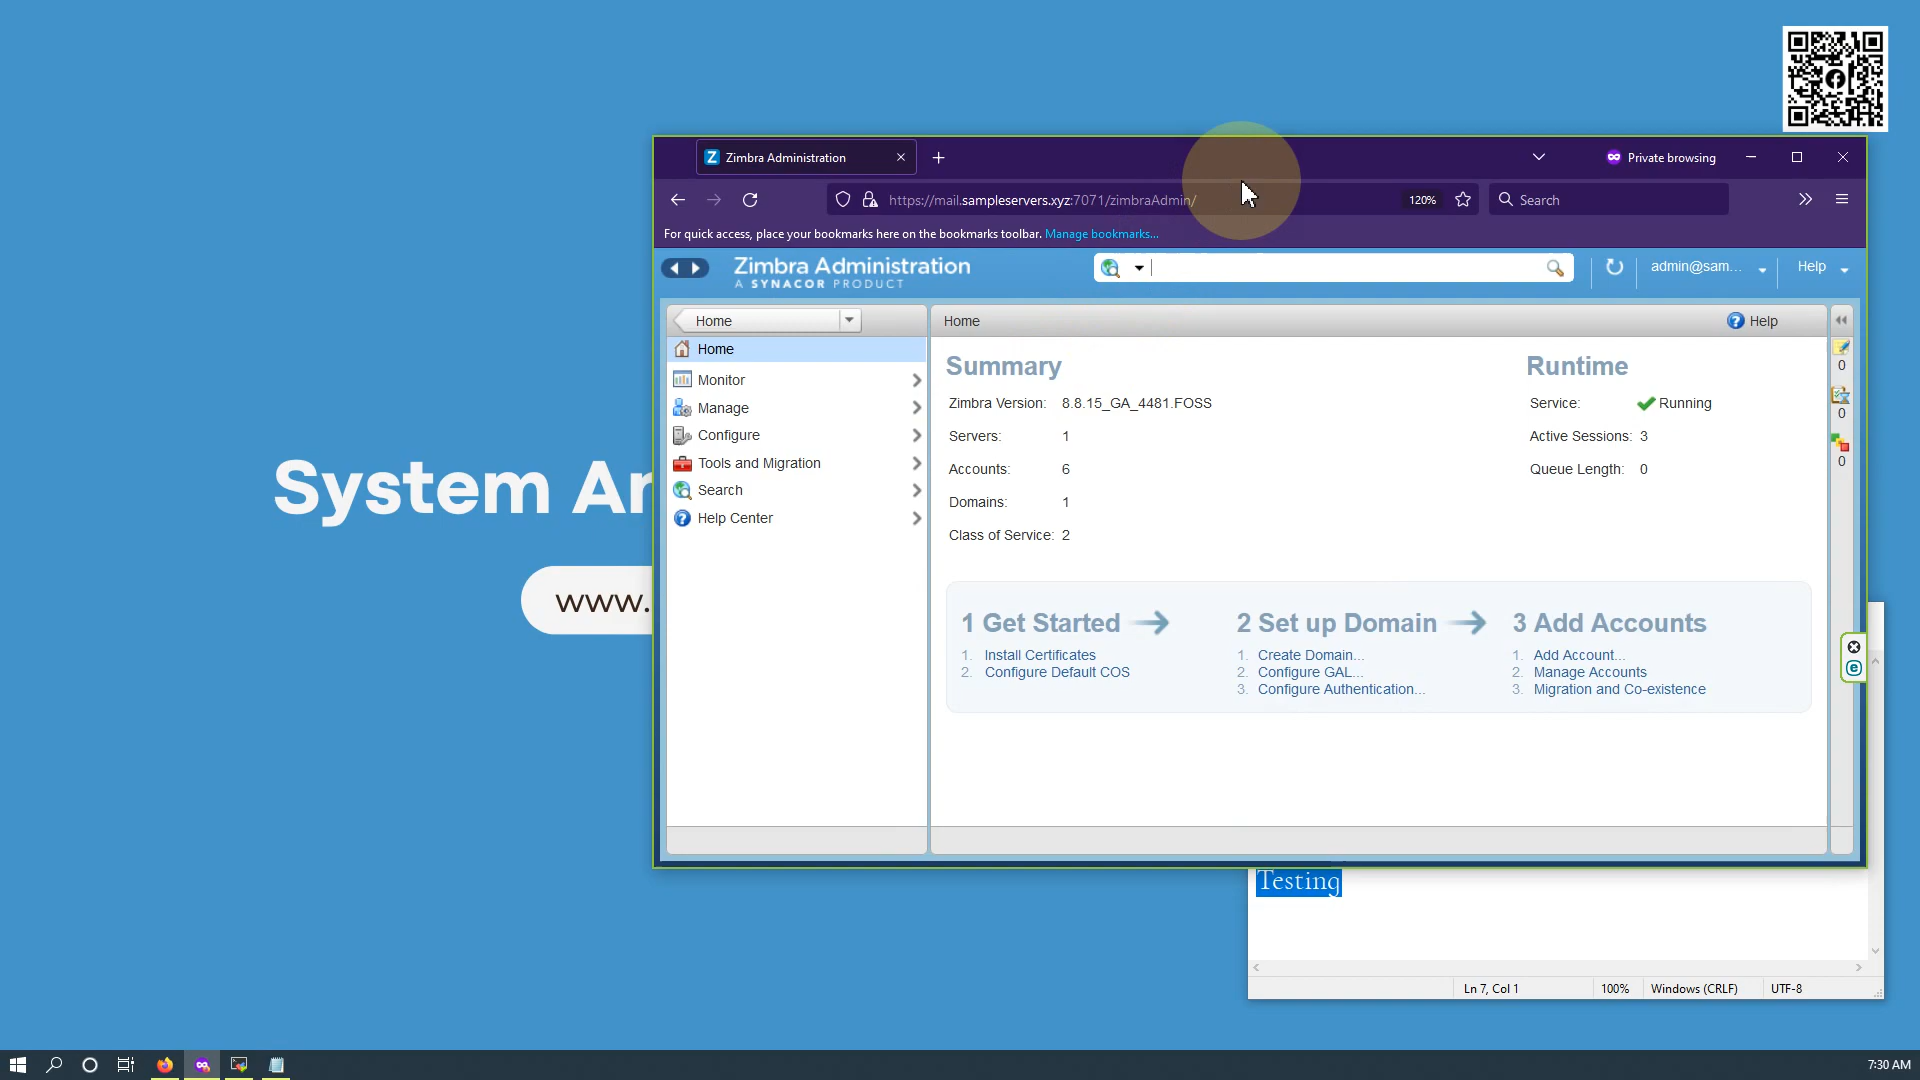 Zimbra Administration
Private browsing
https://mail.sampleservers.xyz:7071/zimbraAdmin/
120%
Search
For quick access, place your bookmarks here on the bookmarks toolbar. Manage bookmarks...
Zimbra Administration
A SYNACOR PRODUCT
admin@sam...
Help
Home
Home
Monitor
Manage
Configure
Tools and Migration
Search
Help Center
Home
Help
Summary
Zimbra Version: 8.8.15_GA_4481.FOSS
Servers: 1
Accounts: 6
Domains: 1
Class of Service: 2
Runtime
Service: Running
Active Sessions: 3
Queue Length: 0
0
0
0
1 Get Started
1. Install Certificates
2. Configure Default COS
2 Set up Domain
1. Create Domain...
2. Configure GAL...
3. Configure Authentication...
3 Add Accounts
1. Add Account...
2. Manage Accounts
3. Migration and Co-existence
System
www.
Testing
Ln 7, Col 1
100%
Windows (CRLF)
UTF-8
7:30 AM